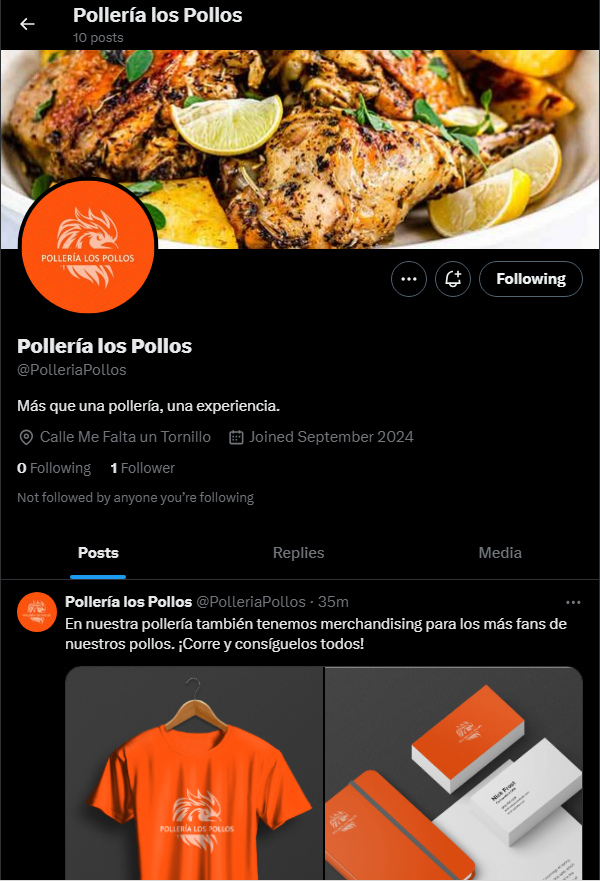 Pollería los Pollos
10 posts
POLLERÍA LOS POLLOS
Following
Pollería los Pollos
@PolleriaPollos
Más que una pollería, una experiencia.
Calle Me Falta un Tornillo Joined September 2024
0 Following 1 Follower
Not followed by anyone you're following
Posts Replies Media
Pollería los Pollos @PolleriaPollos · 35m
En nuestra pollería también tenemos merchandising para los más fans de
nuestros pollos. ¡Corre y consíguelos todos!
POLLERÍA LOS POLLOS
Nick Frost